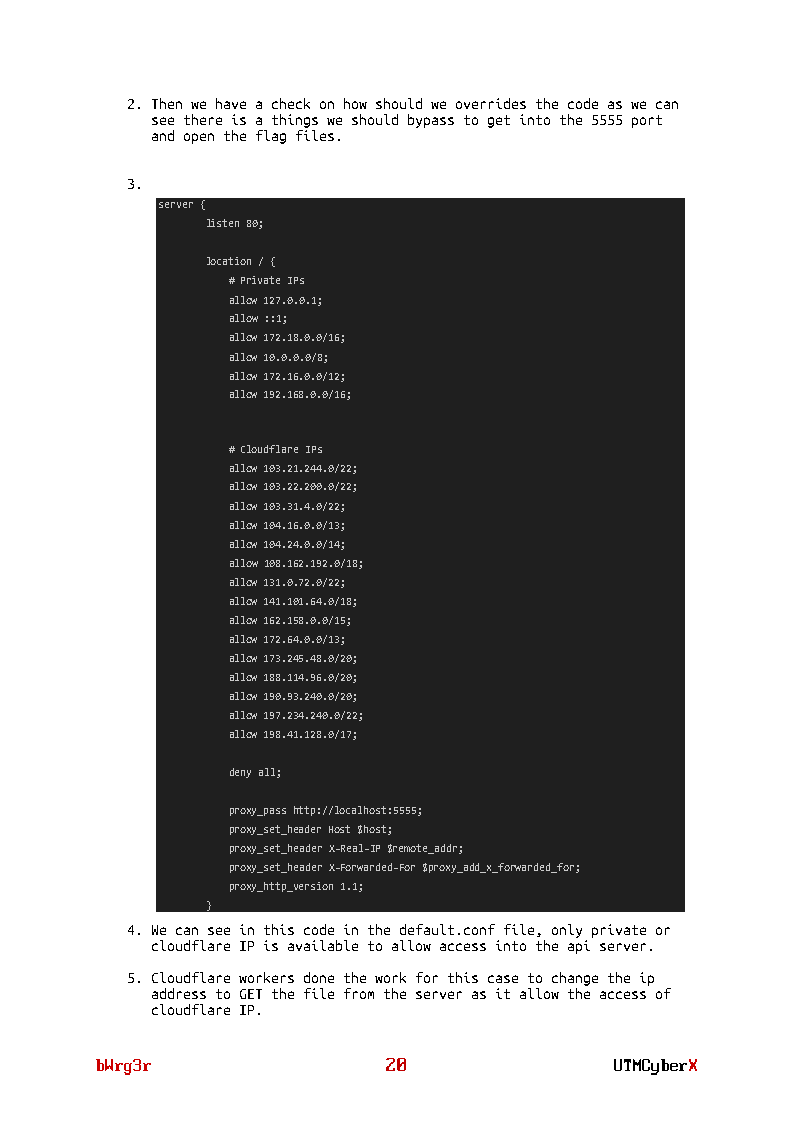 2. Then we have a check on how should we overrides the code as we can
see there is a things we should bypass to get into the 5555 port
and open the flag files.
3.
server {
listen 80;
location / {
# Private IPs
allow 127.0.0.1;
allow ::1;
allow 172.18.0.0/16;
allow 10.0.0.0/8;
allow 172.16.0.0/12;
allow 192.168.0.0/16;
# Cloudflare IPs
allow 103.21.244.0/22;
allow 103.22.200.0/22;
allow 103.31.4.0/22;
allow 104.16.0.0/13;
allow 104.24.0.0/14;
allow 108.162.192.0/18;
allow 131.0.72.0/22;
allow 141.101.64.0/18;
allow 162.158.0.0/15;
allow 172.64.0.0/13;
allow 173.245.48.0/20;
allow 188.114.96.0/20;
allow 190.93.240.0/20;
allow 197.234.240.0/22;
allow 198.41.128.0/17;
deny all;
proxy_pass http://localhost:5555;
proxy_set_header Host $host;
proxy_set_header X-Real-IP $remote_addr;
proxy_set_header X-Forwarded-For $proxy_add_x_forwarded_for;
proxy_http_version 1.1;
}
4. We can see in this code in the default.conf file, only private or
cloudflare IP is available to allow access into the api server.
5. Cloudflare workers done the work for this case to change the ip
address to GET the file from the server as it allow the access of
cloudflare IP.
bWrg3r 20 UTMCyberX